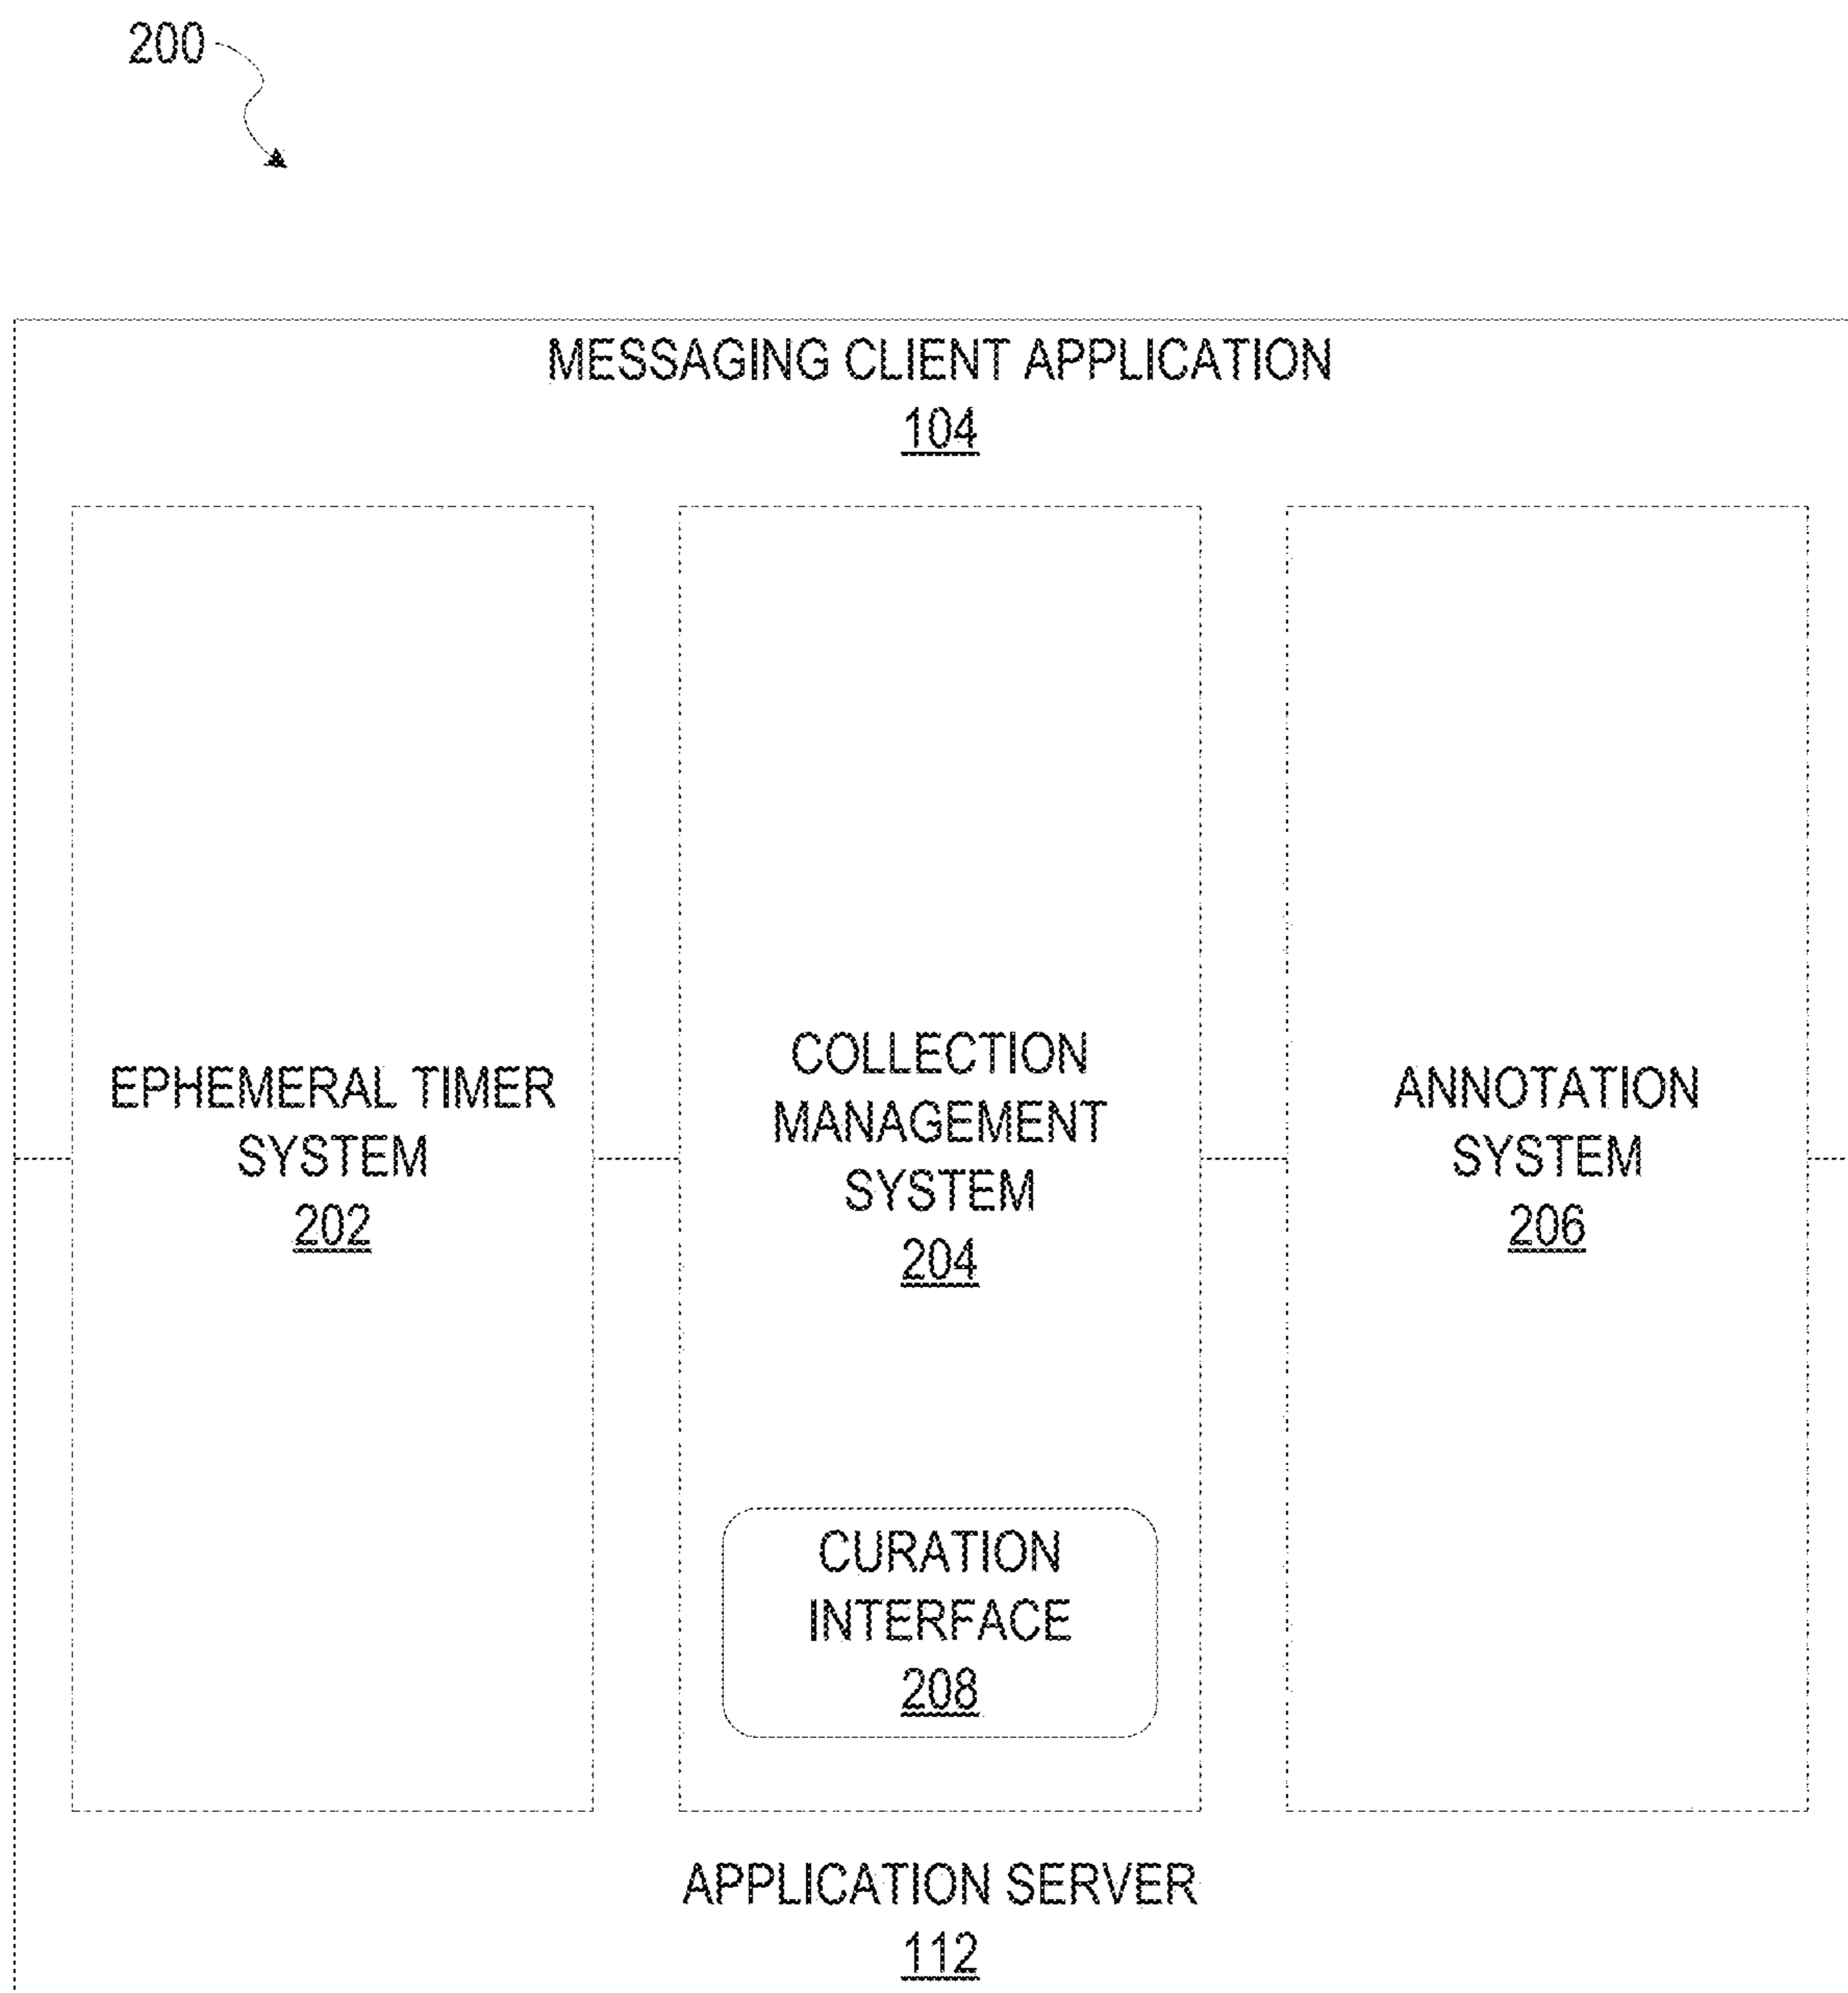 200
MESSAGING CLIENT APPLICATION
104
EPHEMERAL TIMER
SYSTEM
202
COLLECTION
MANAGEMENT
SYSTEM
204
ANNOTATION
SYSTEM
206
CURATION
INTERFACE
208
APPLICATION SERVER
112